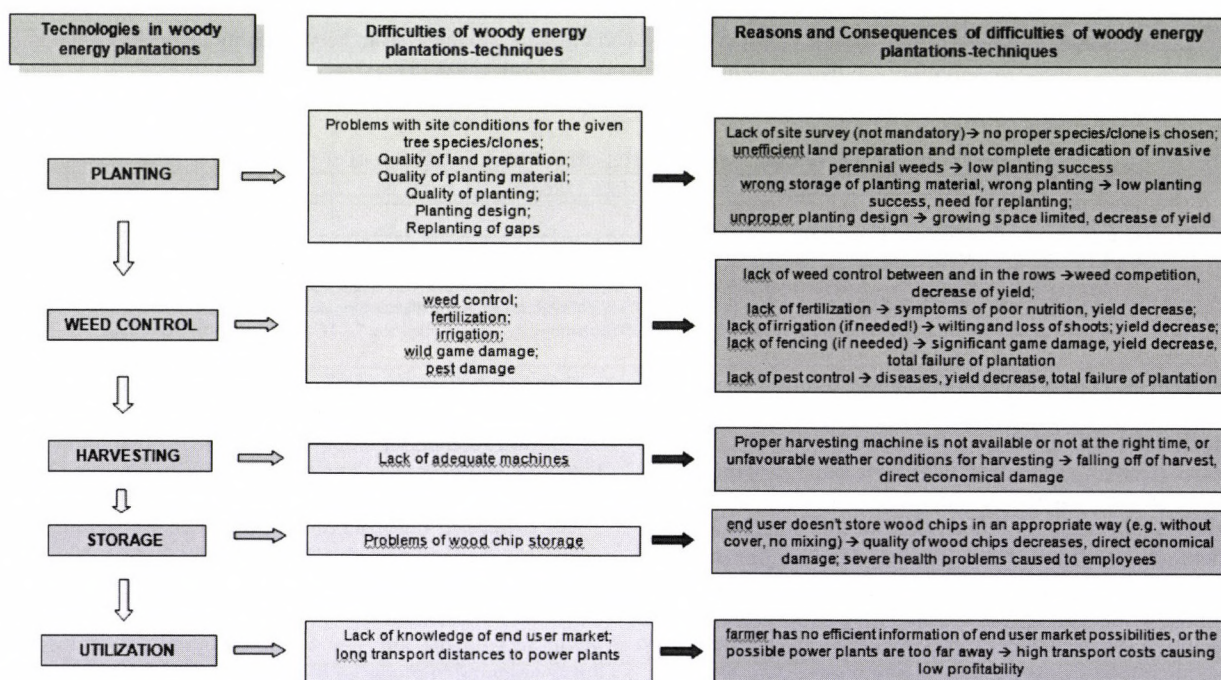 Technologies in woody
energy plantations
Difficulties of woody energy
plantations-techniques
Reasons and Consequences of difficulties of woody energy
plantations-techniques
PLANTING
Problems with site conditions for the given
tree species/clones;
Quality of land preparation;
Quality of planting material;
Quality of planting;
Planting design;
Replanting of gaps
Lack of site survey (not mandatory)→ no proper species/clone is chosen;
unefficient land preparation and not complete eradication of invasive
perennial weeds → low planting success
wrong storage of planting material, wrong planting → low planting
success, need for replanting;
unproper planting design → growing space limited, decrease of yield
WEED CONTROL
weed control;
fertilization;
irrigation;
wild game damage;
pest damage
lack of weed control between and in the rows →weed competition,
decrease of yield;
lack of fertilization → symptoms of poor nutrition, yield decrease;
lack of irrigation (if needed!) → wilting and loss of shoots; yield decrease;
lack of fencing (if needed) → significant game damage, yield decrease,
total failure of plantation
lack of pest control → diseases, yield decrease, total failure of plantation
HARVESTING
Lack of adequate machines
Proper harvesting machine is not available or not at the right time, or
unfavourable weather conditions for harvesting → falling off of harvest,
direct economical damage
STORAGE
Problems of wood chip storage
end user doesn't store wood chips in an appropriate way (e.g. without
cover, no mixing) → quality of wood chips decreases, direct economical
damage; severe health problems caused to employees
UTILIZATION
Lack of knowledge of end user market;
long transport distances to power plants
farmer has no efficient information of end user market possibilities, or the
possible power plants are too far away → high transport costs causing
low profitability